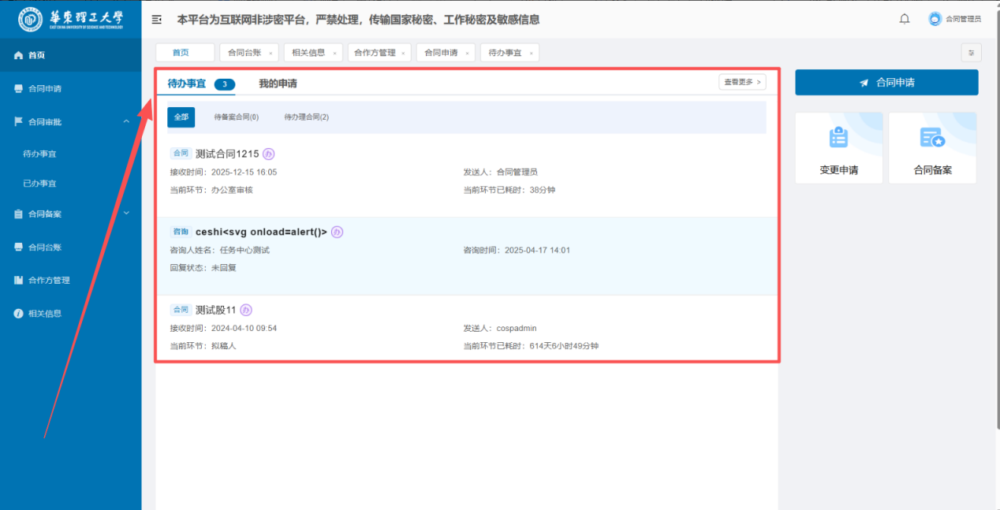 華東理工大學
EAST CHINA UNIVERSITY OF SCIENCE AND TECHNOLOGY
本平台为互联网非涉密平台，严禁处理，传输国家秘密、工作秘密及敏感信息
合同管理员
首页
合同申请
合同审批
待办事宜
已办事宜
合同备案
合同台账
合作方管理
相关信息
首页 合同台账 × 相关信息 × 合作方管理 × 合同申请 × 待办事宜 ×
待办事宜 3 我的申请 查看更多 >
全部 待备案合同(0) 待办理合同(2)
合同 测试合同1215 办
接收时间：2025-12-15 16:05 发送人：合同管理员
当前环节：办公室审核 当前环节已耗时：38分钟
咨询 ceshi<svg onload=alert()> 办
咨询人姓名：任务中心测试 咨询时间：2025-04-17 14:01
回复状态：未回复
合同 测试股11 办
接收时间：2024-04-10 09:54 发送人：cospadmin
当前环节：拟稿人 当前环节已耗时：614天6小时49分钟
合同申请
变更申请 合同备案